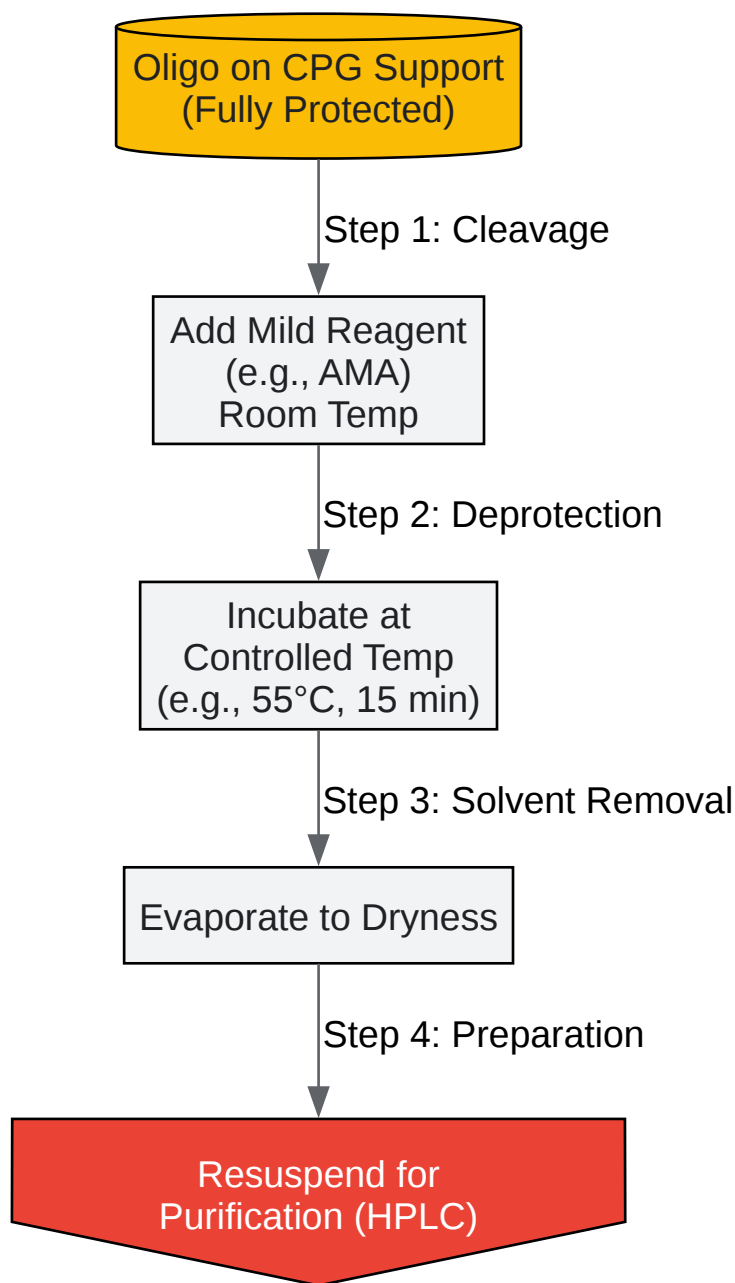 Oligo on CPG Support
(Fully Protected)
Step 1: Cleavage
Add Mild Reagent
(e.g., AMA)
Room Temp
Step 2: Deprotection
Incubate at
Controlled Temp
(e.g., 55°C, 15 min)
Step 3: Solvent Removal
Evaporate to Dryness
Step 4: Preparation
Resuspend for
Purification (HPLC)